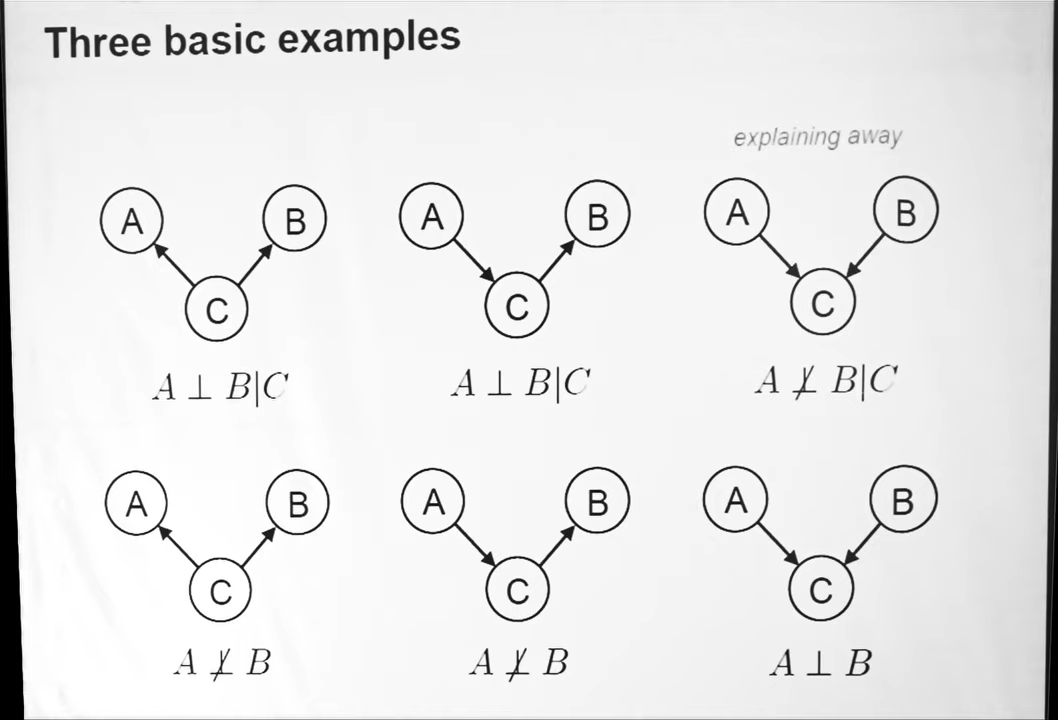 Three basic examples
explaining away
A B A B A B
C C C
A ⊥ B|C A ⊥ B|C A ⊥̸ B|C
A B A B A B
C C C
A ⊥̸ B A ⊥̸ B A ⊥ B